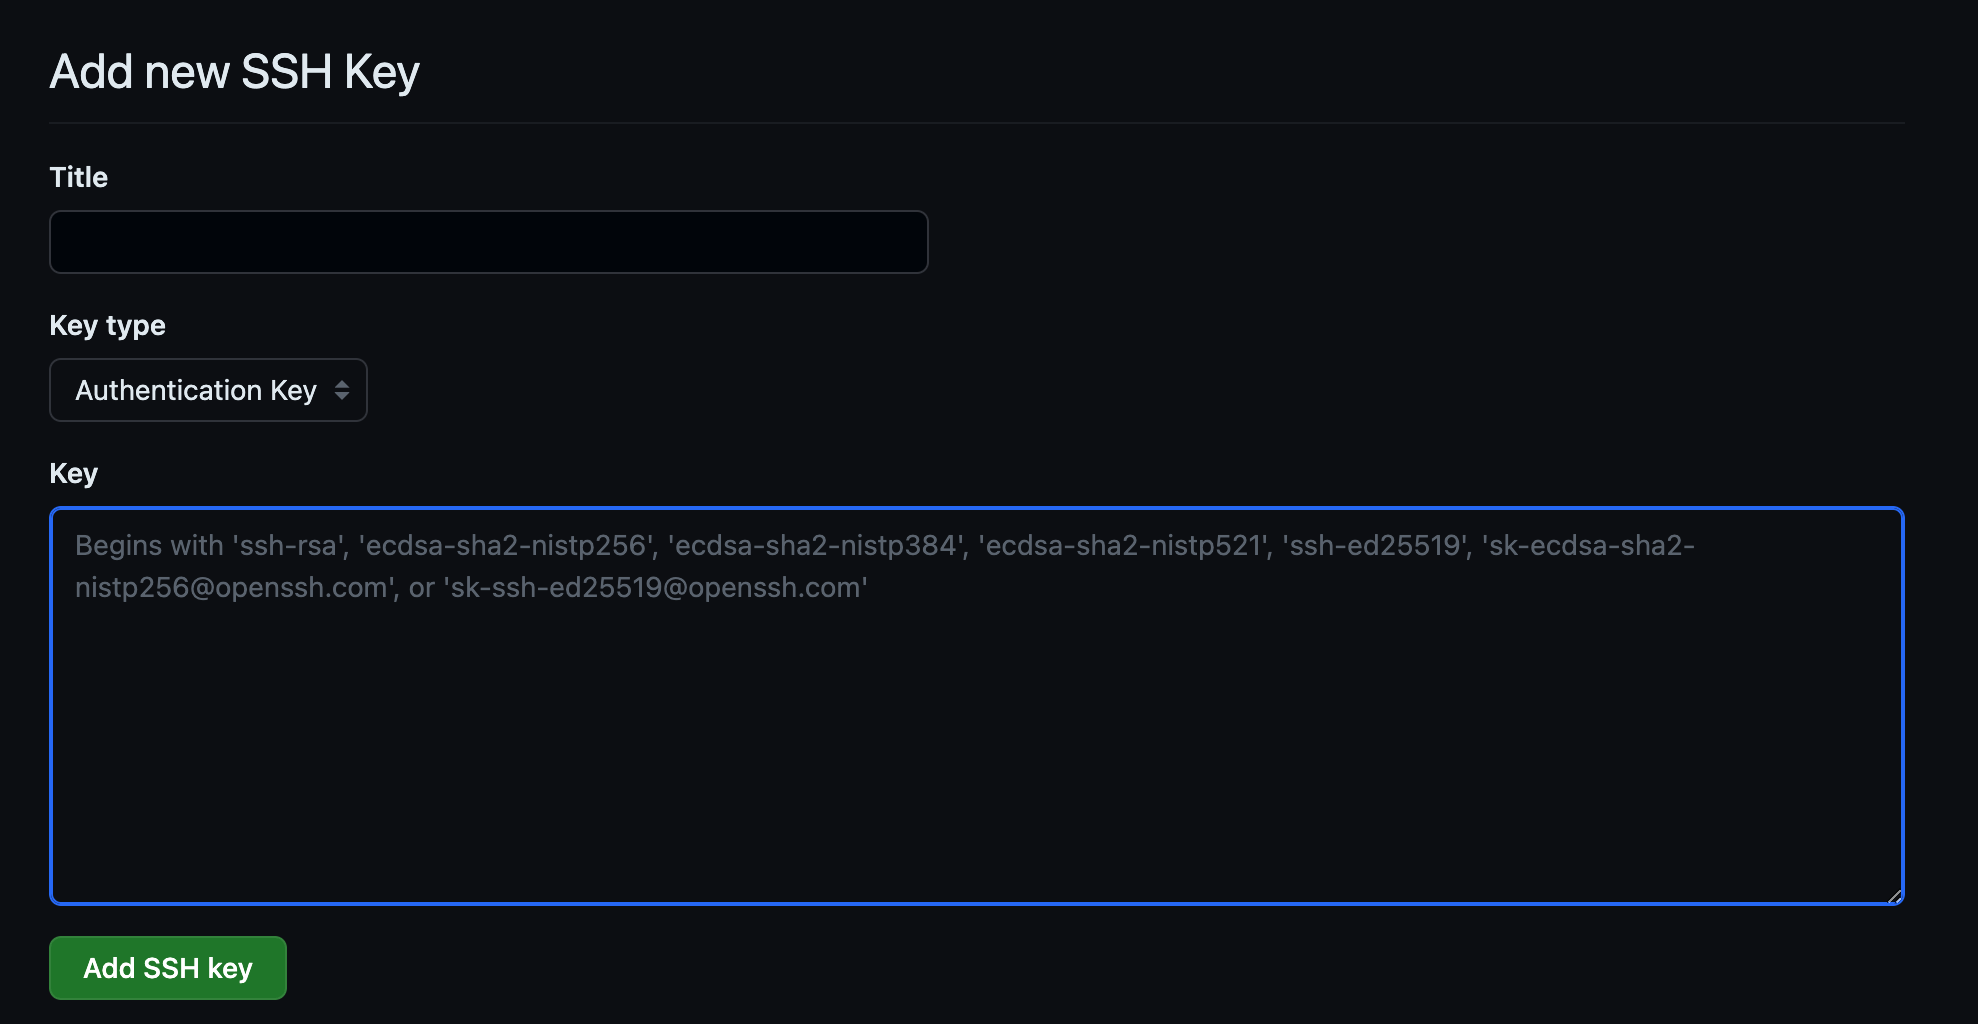 Add new SSH Key
Title
Key type
Authentication Key
Key
Begins with 'ssh-rsa', 'ecdsa-sha2-nistp256', 'ecdsa-sha2-nistp384', 'ecdsa-sha2-nistp521', 'ssh-ed25519', 'sk-ecdsa-sha2-
nistp256@openssh.com', or 'sk-ssh-ed25519@openssh.com'
Add SSH key